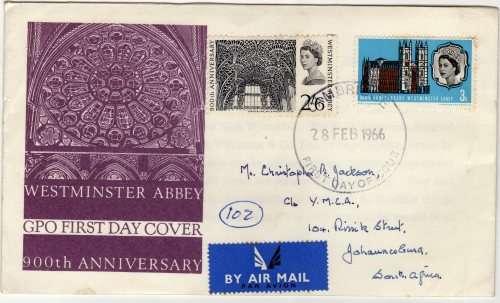 900th ANNIVERSARY
WESTMINSTER ABBEY
2/6
900th ANNIVERSARY WESTMINSTER ABBEY
3d
28 FEB 1966
FIRST DAY OF ISSUE
WESTMINSTER ABBEY
GPO FIRST DAY COVER
900th ANNIVERSARY
102
Mr. Christopher A. Jackson,
C/o Y.M.C.A.,
104 Rissik Street,
Johannesburg,
South Africa.
BY AIR MAIL
PAR AVION